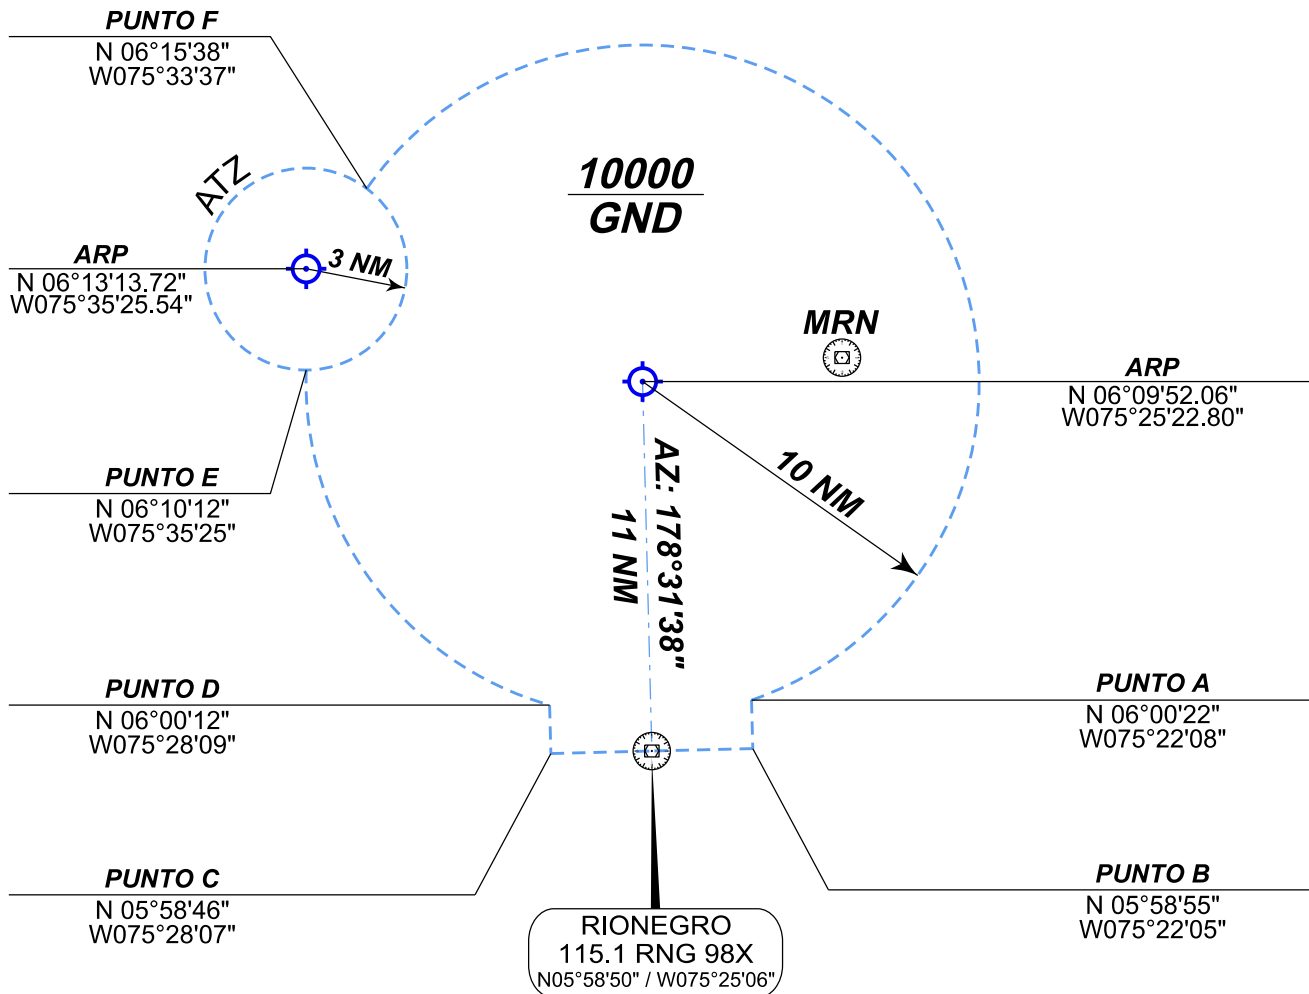 PUNTO F
N 06°15'38"
W075°33'37"
ATZ
10000
GND
ARP
N 06°13'13.72"
W075°35'25.54"
3 NM
MRN
ARP
N 06°09'52.06"
W075°25'22.80"
PUNTO E
N 06°10'12"
W075°35'25"
AZ: 178°31'38"
11 NM
10 NM
PUNTO D
N 06°00'12"
W075°28'09"
PUNTO A
N 06°00'22"
W075°22'08"
PUNTO C
N 05°58'46"
W075°28'07"
PUNTO B
N 05°58'55"
W075°22'05"
RIONEGRO
115.1 RNG 98X
N05°58'50" / W075°25'06"